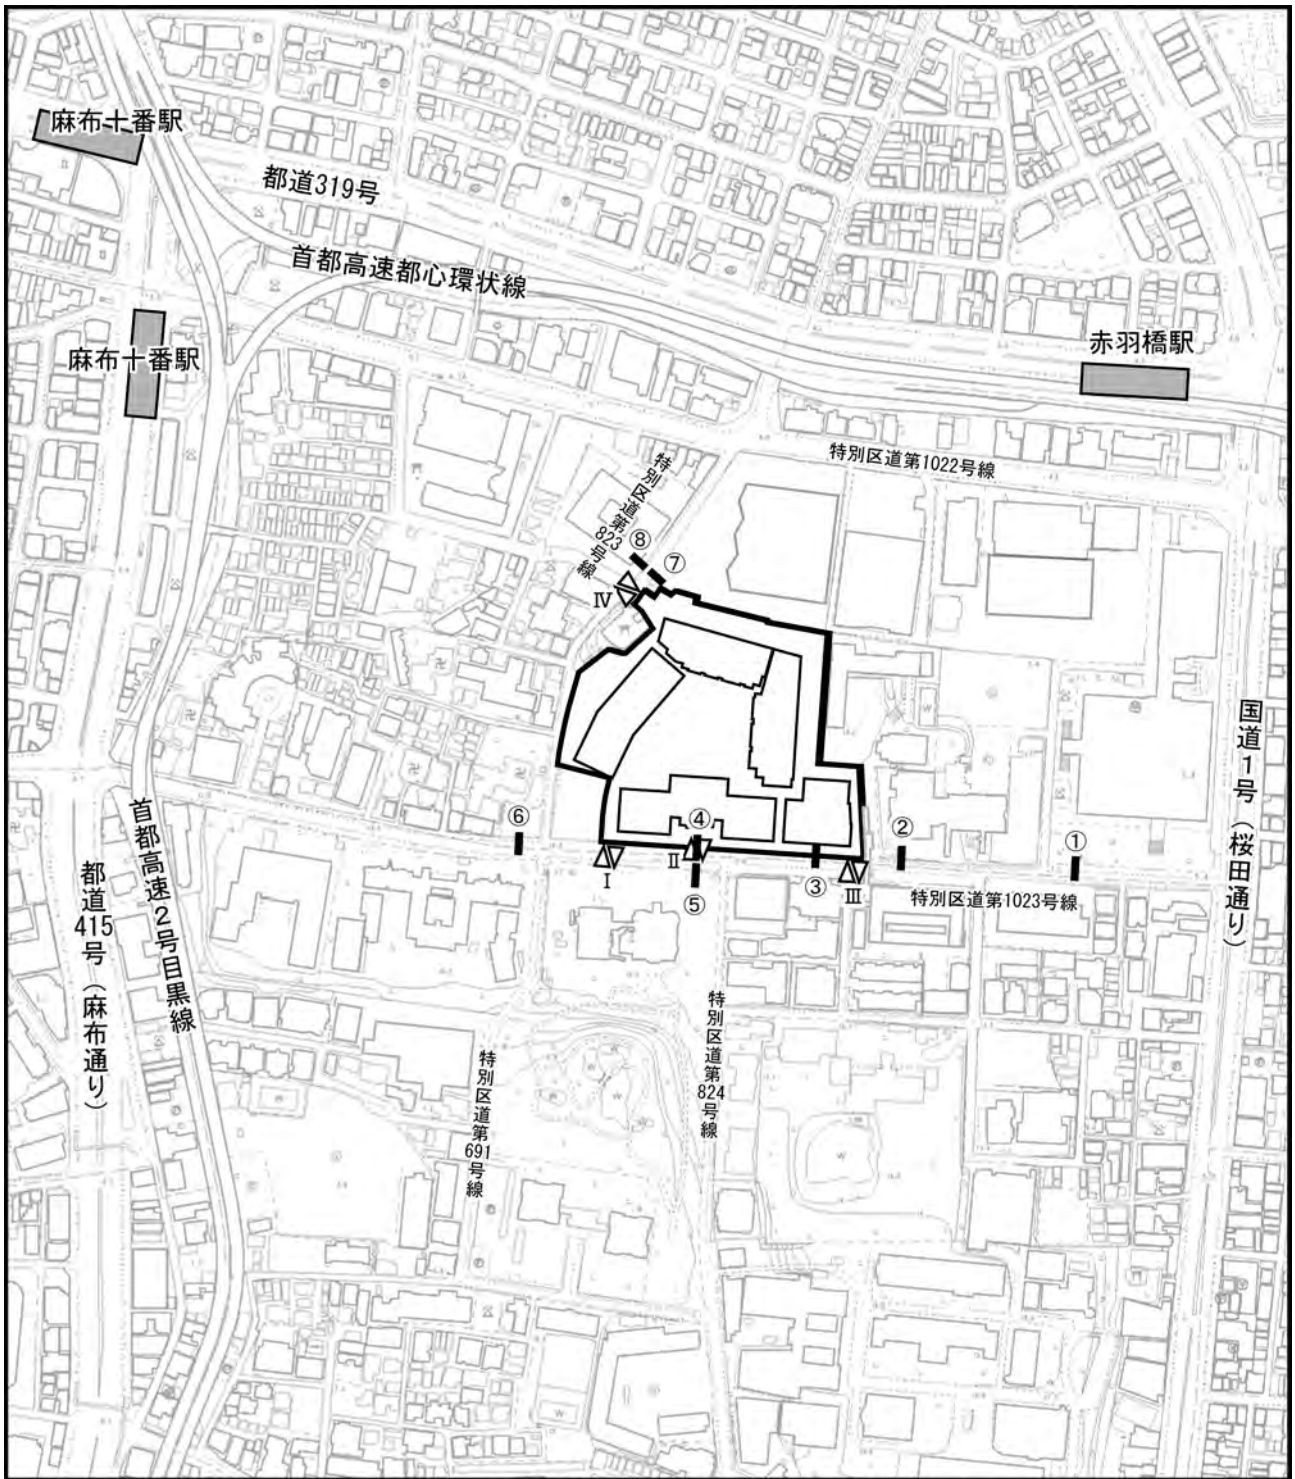 麻布十番駅
都道319号
首都高速都心環状線
麻布十番駅
赤羽橋駅
特別区道第1022号線
特別区道第823号線
⑧
⑦
Ⅳ
国道1号(桜田通り)
⑥
④
②
①
Ⅱ
Ⅰ
⑤
③
Ⅲ
特別区道第1023号線
首都高速2号目黒線
都道415号(麻布通り)
特別区道第824号線
特別区道第691号線